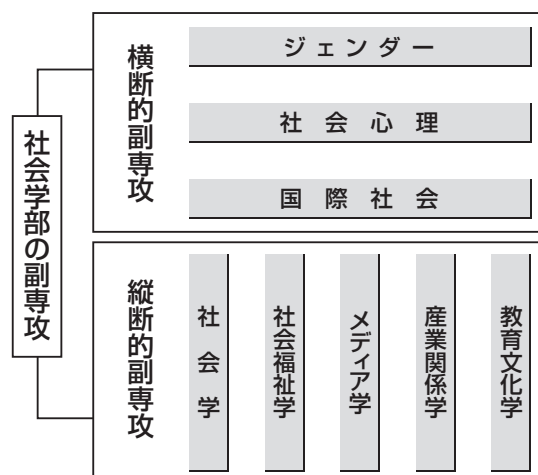 社会学部の副専攻
横断的副専攻
ジェンダー
社会心理
国際社会
縦断的副専攻
社会学
社会福祉学
メディア学
産業関係学
教育文化学